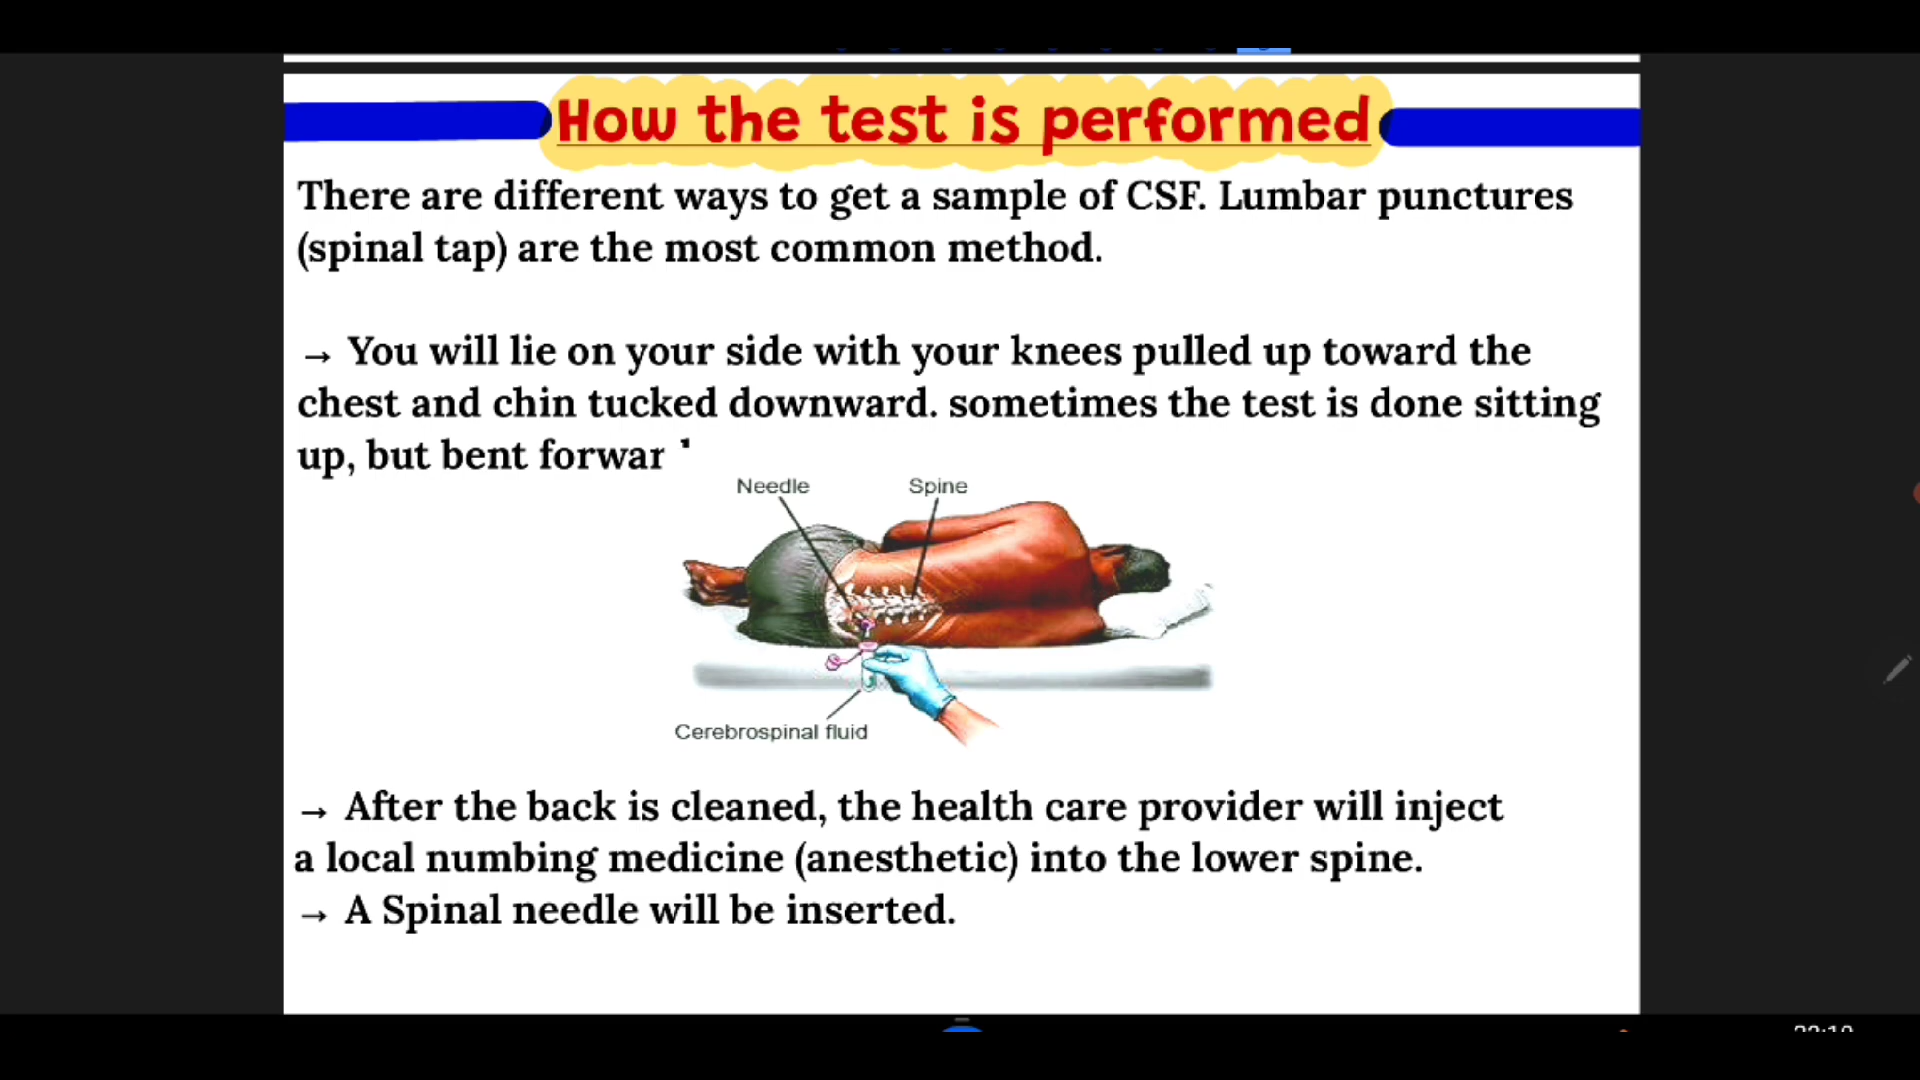 How the test is performed
There are different ways to get a sample of CSF. Lumbar punctures
(spinal tap) are the most common method.
→ You will lie on your side with your knees pulled up toward the
chest and chin tucked downward. sometimes the test is done sitting
up, but bent forwar
Needle Spine
Cerebrospinal fluid
→ After the back is cleaned, the health care provider will inject
a local numbing medicine (anesthetic) into the lower spine.
→ A Spinal needle will be inserted.